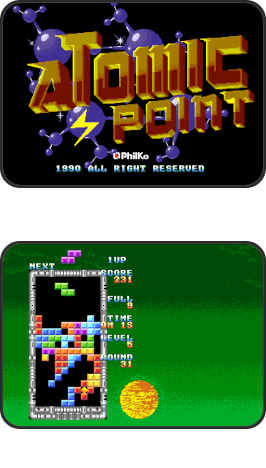 ATOMIC
POINT
PhilKo
1990 ALL RIGHT RESERVED
NEXT
1UP
SCORE
231
FULL
9
TIME
0M 1S
LEVEL
6
ROUND
31